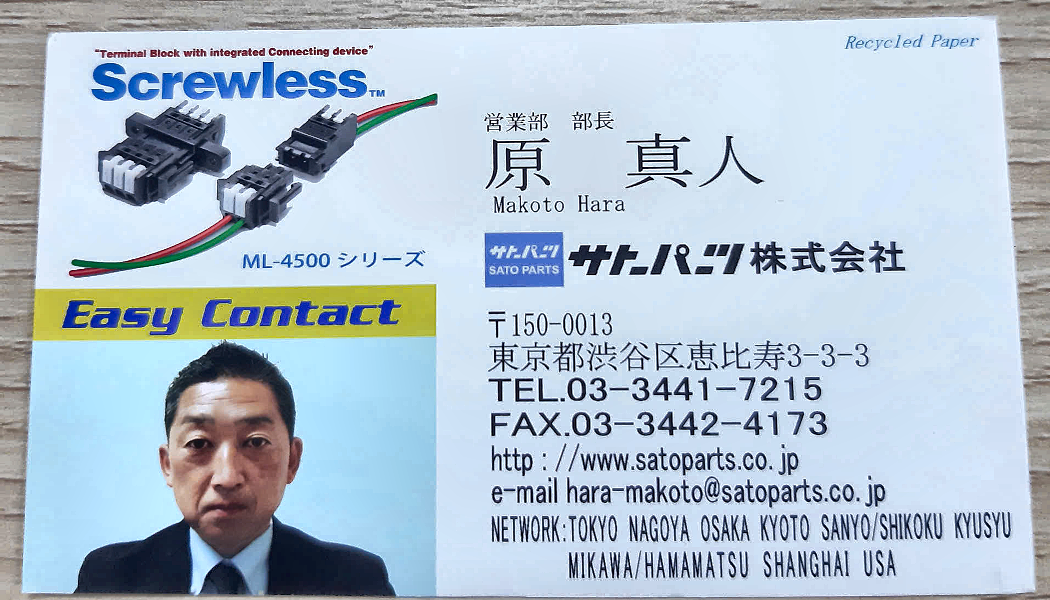 "Terminal Block with integrated Connecting device"
Screwless™
ML-4500 シリーズ
Easy Contact
Recycled Paper
営業部 部長
原 真人
Makoto Hara
サトーパーツ
SATO PARTS
サトーパーツ株式会社
〒150-0013
東京都渋谷区恵比寿3-3-3
TEL.03-3441-7215
FAX.03-3442-4173
http://www.satoparts.co.jp
e-mail hara-makoto@satoparts.co.jp
NETWORK:TOKYO NAGOYA OSAKA KYOTO SANYO/SHIKOKU KYUSYU
MIKAWA/HAMAMATSU SHANGHAI USA